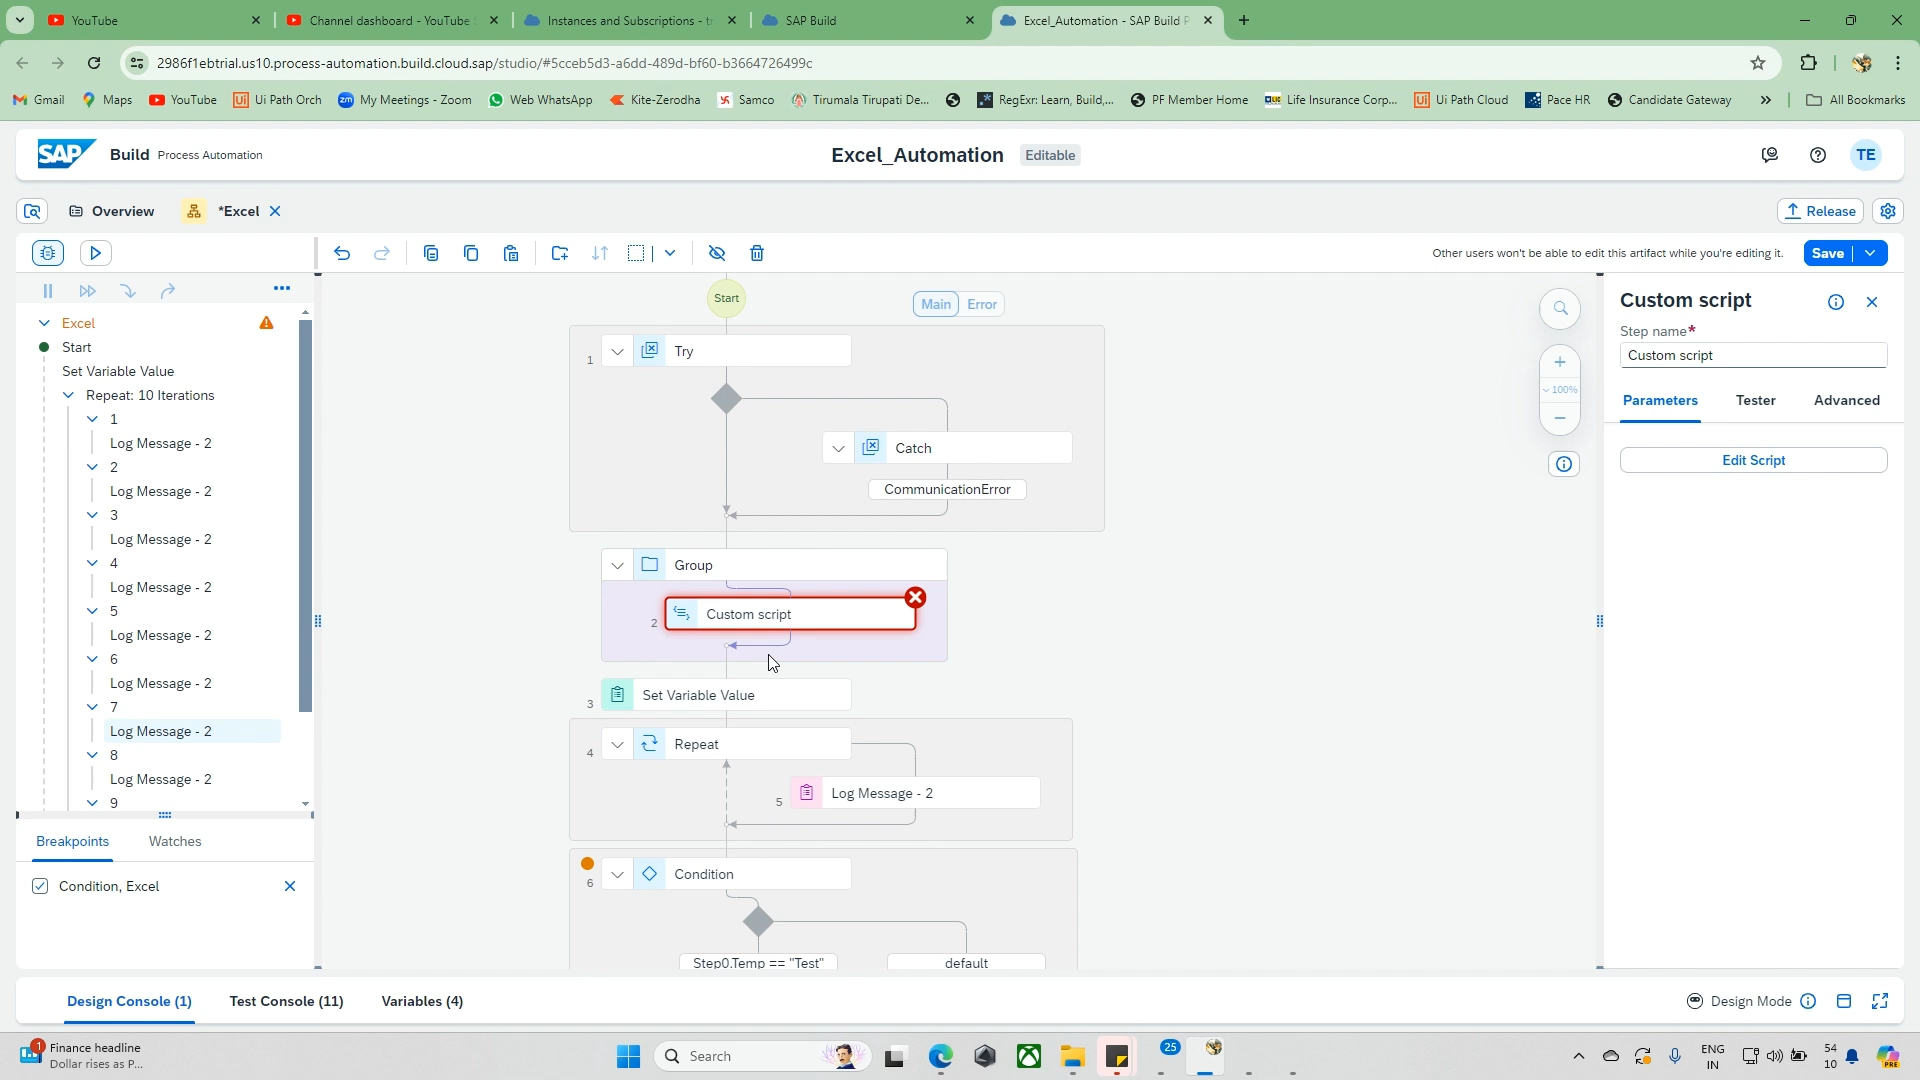 YouTube
Channel dashboard - YouTube S
Instances and Subscriptions - tr
SAP Build
Excel_Automation - SAP Build P
2986f1ebtrial.us10.process-automation.build.cloud.sap/studio/#5cceb5d3-a6dd-489d-bf60-b3664726499c
Gmail
Maps
YouTube
Ui Path Orch
My Meetings - Zoom
Web WhatsApp
Kite-Zerodha
Samco
Tirumala Tirupati De...
RegExr: Learn, Build,...
PF Member Home
Life Insurance Corp...
Ui Path Cloud
Pace HR
Candidate Gateway
All Bookmarks
SAP Build Process Automation
Excel_Automation Editable
TE
Overview
*Excel
Release
Other users won't be able to edit this artifact while you're editing it.
Save
Excel
Start
Set Variable Value
Repeat: 10 Iterations
1
Log Message - 2
2
Log Message - 2
3
Log Message - 2
4
Log Message - 2
5
Log Message - 2
6
Log Message - 2
7
Log Message - 2
8
Log Message - 2
9
Breakpoints
Watches
Condition, Excel
Start
Main Error
1 Try
Catch
CommunicationError
Group
2 Custom script
3 Set Variable Value
4 Repeat
5 Log Message - 2
6 Condition
Step0.Temp == "Test"
default
100%
Custom script
Step name*
Custom script
Parameters
Tester
Advanced
Edit Script
Design Console (1)
Test Console (11)
Variables (4)
Design Mode
1
Finance headline
Dollar rises as P...
Search
25
ENG
IN
54
10
PRE